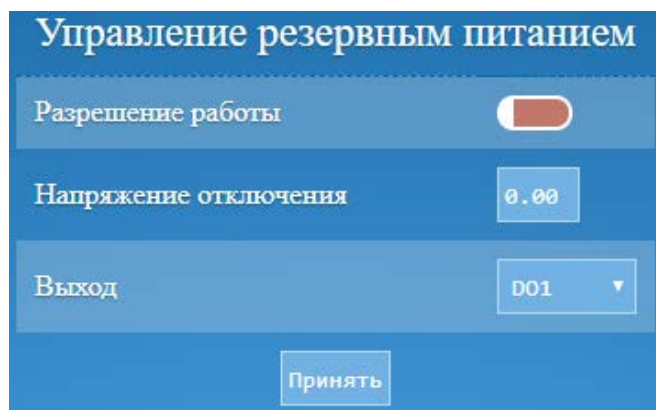 Управление резервным питанием
Разрешение работы
Напряжение отключения 0.00
Выход DO1
Принять